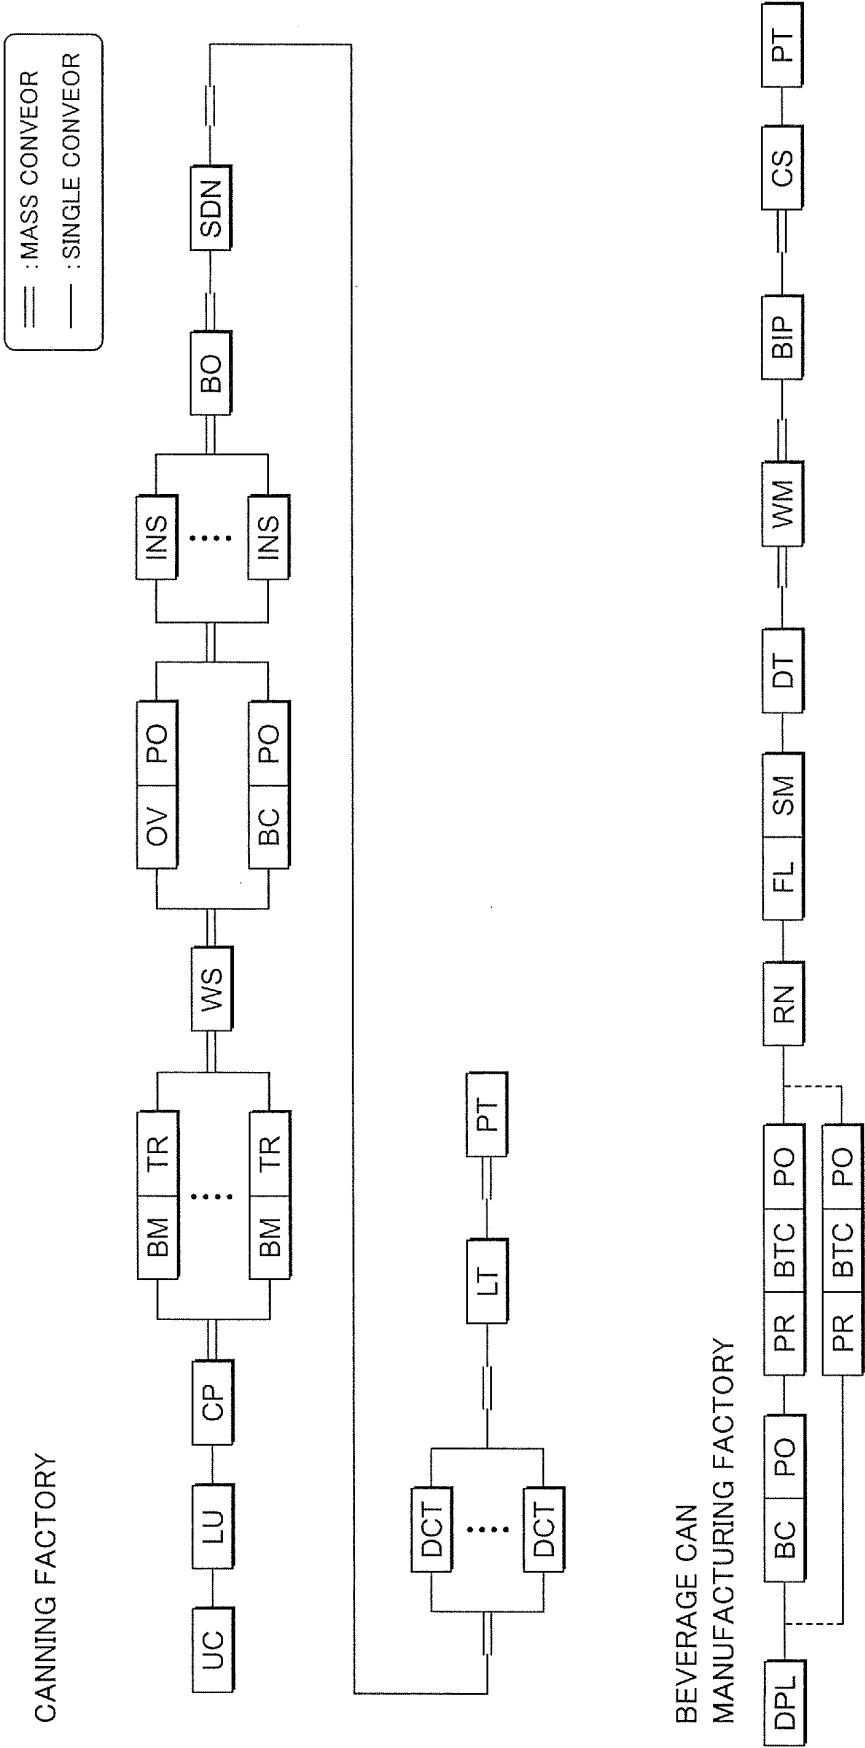 === : MASS CONVEOR
— : SINGLE CONVEOR
CANNING FACTORY
UC
LU
CP
BM TR
BM TR
WS
OV PO
BC PO
INS
INS
BO
SDN
DCT
DCT
LT
PT
BEVERAGE CAN
MANUFACTURING FACTORY
DPL
BC PO
PR BTC PO
PR BTC PO
RN
FL SM
DT
WM
BIP
CS
PT